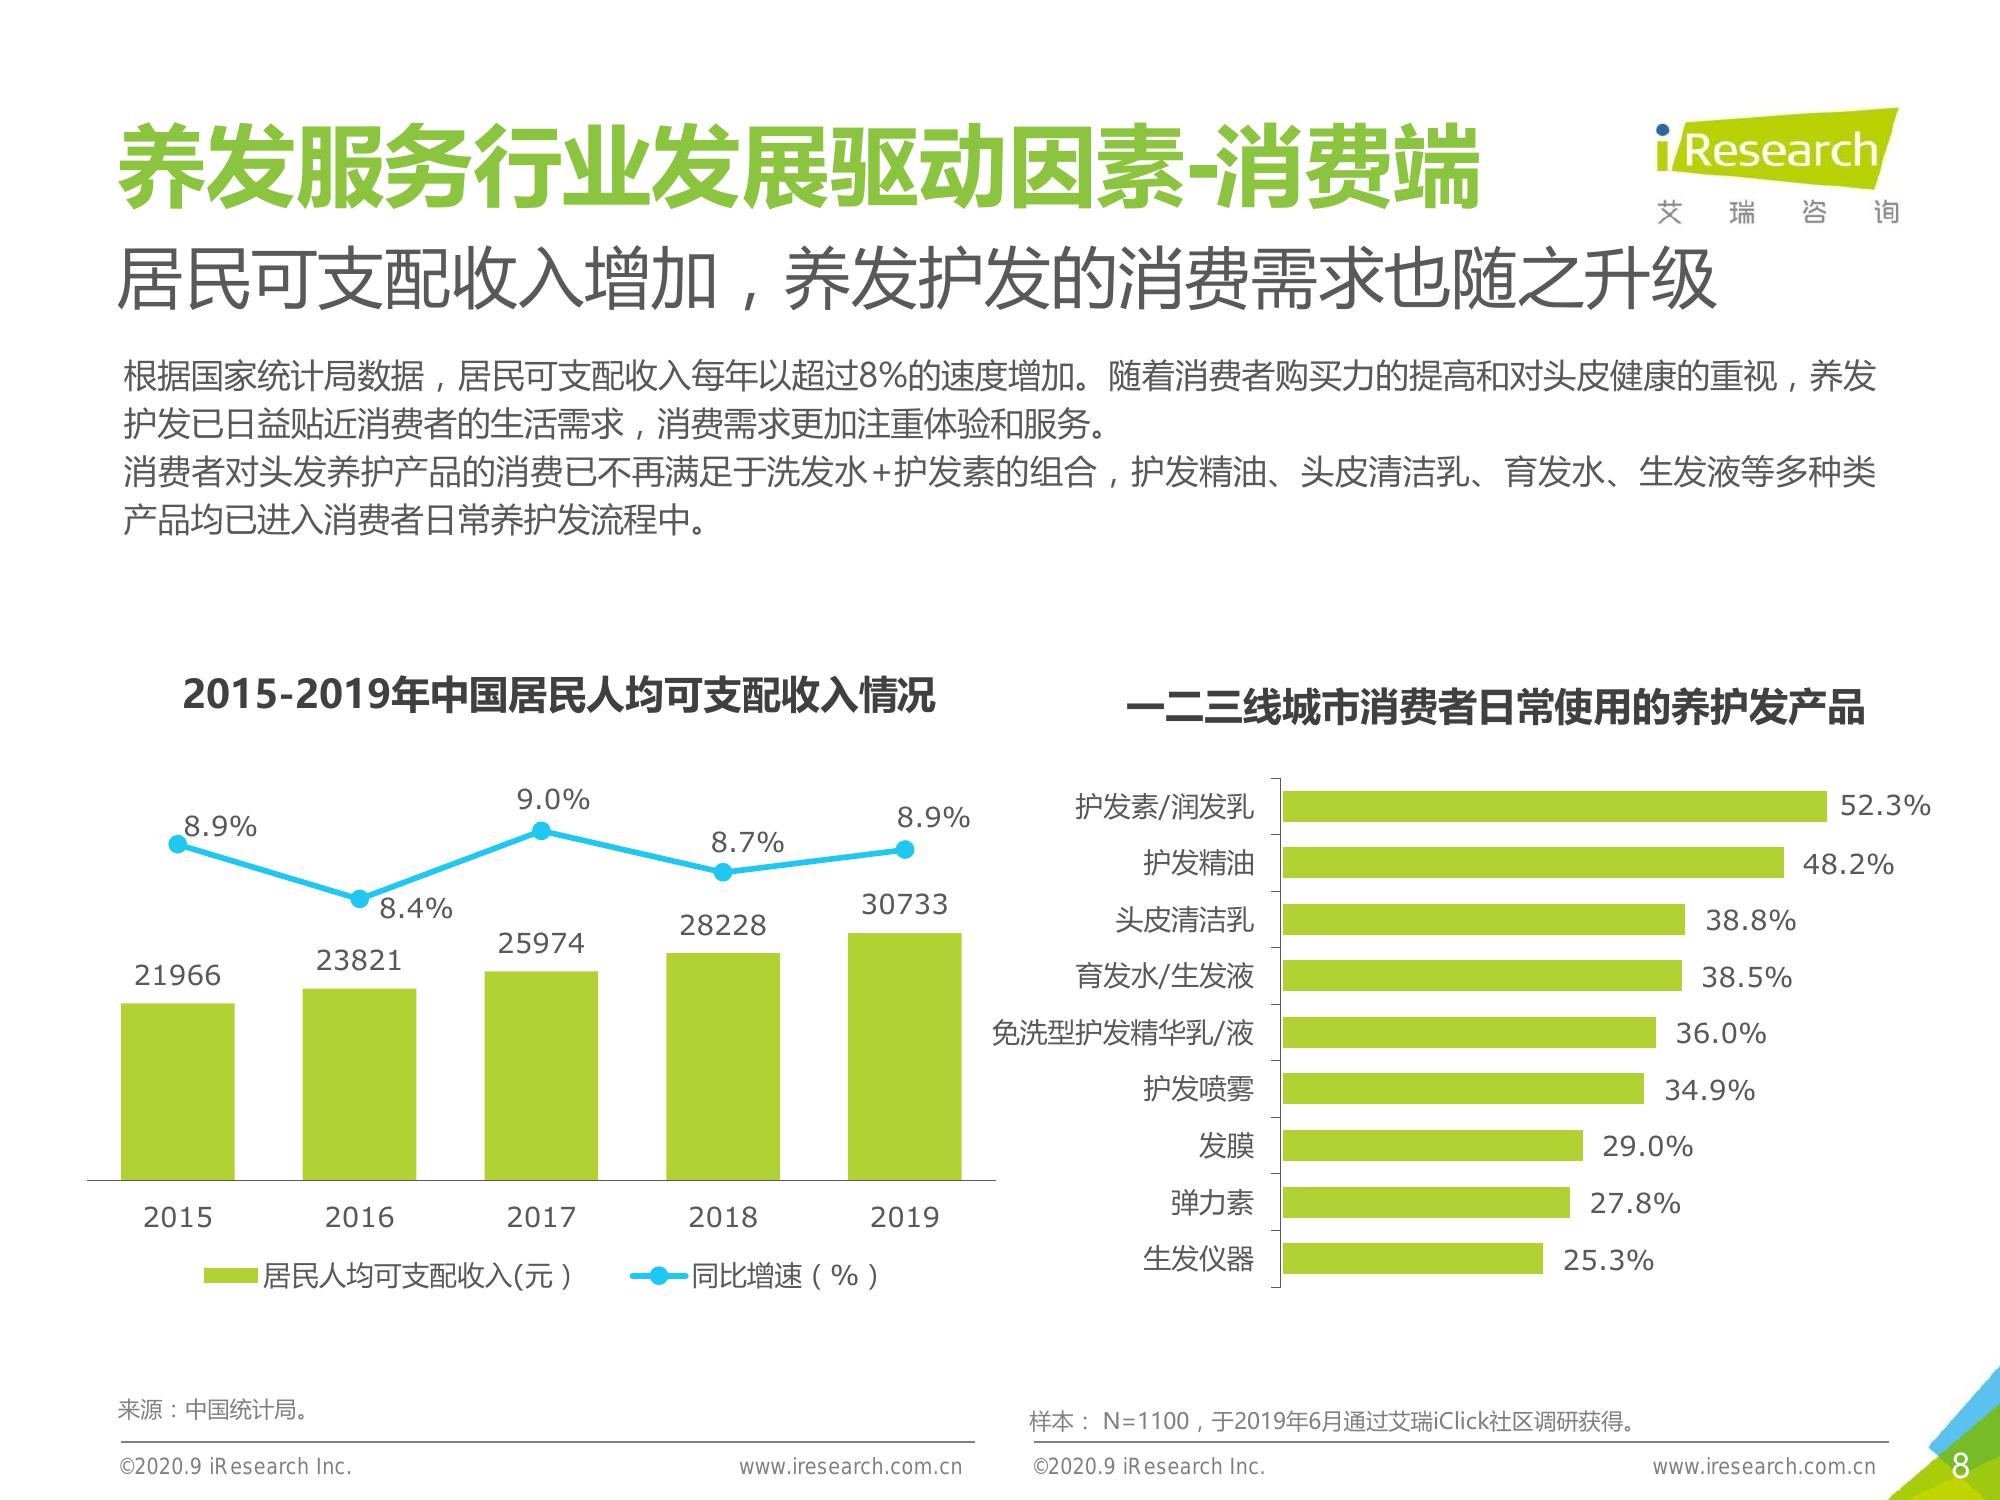 养发服务行业发展驱动因素-消费端
iResearch
艾瑞咨询
居民可支配收入增加，养发护发的消费需求也随之升级
根据国家统计局数据，居民可支配收入每年以超过8%的速度增加。随着消费者购买力的提高和对头皮健康的重视，养发
护发已日益贴近消费者的生活需求，消费需求更加注重体验和服务。
消费者对头发养护产品的消费已不再满足于洗发水+护发素的组合，护发精油、头皮清洁乳、育发水、生发液等多种类
产品均已进入消费者日常养护发流程中。
2015-2019年中国居民人均可支配收入情况
8.9%
8.4%
9.0%
8.7%
8.9%
21966
23821
25974
28228
30733
2015
2016
2017
2018
2019
居民人均可支配收入(元）
同比增速（%）
一二三线城市消费者日常使用的养护发产品
护发素/润发乳 52.3%
护发精油 48.2%
头皮清洁乳 38.8%
育发水/生发液 38.5%
免洗型护发精华乳/液 36.0%
护发喷雾 34.9%
发膜 29.0%
弹力素 27.8%
生发仪器 25.3%
来源：中国统计局。
样本： N=1100，于2019年6月通过艾瑞iClick社区调研获得。
©2020.9 iResearch Inc.
www.iresearch.com.cn
©2020.9 iResearch Inc.
www.iresearch.com.cn
8